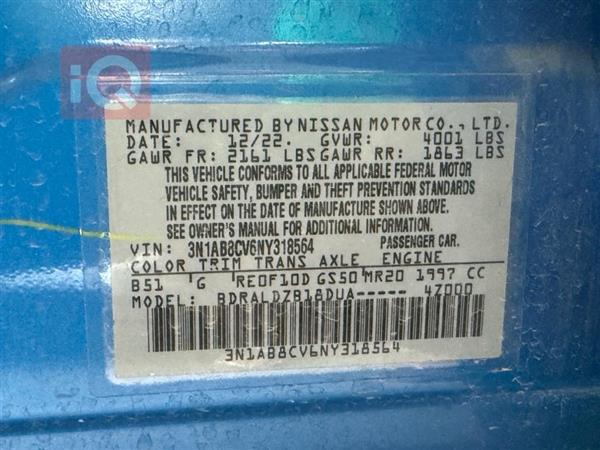 iQ
MANUFACTURED BY NISSAN MOTOR CO., LTD.
DATE: 12/22. GVWR: 4001 LBS
GAWR FR: 2161 LBS GAWR RR: 1863 LBS
THIS VEHICLE CONFORMS TO ALL APPLICABLE FEDERAL MOTOR
VEHICLE SAFETY, BUMPER AND THEFT PREVENTION STANDARDS
IN EFFECT ON THE DATE OF MANUFACTURE SHOWN ABOVE.
SEE OWNER'S MANUAL FOR ADDITIONAL INFORMATION
VIN: 3N1AB8CV6NY318564 PASSENGER CAR.
COLOR TRIM TRANS AXLE ENGINE
B51 G RE0F10D GS50 MR20 1997 CC
MODEL: BDRALDZB18DUA----- 4Z000
3N1AB8CV6NY318564